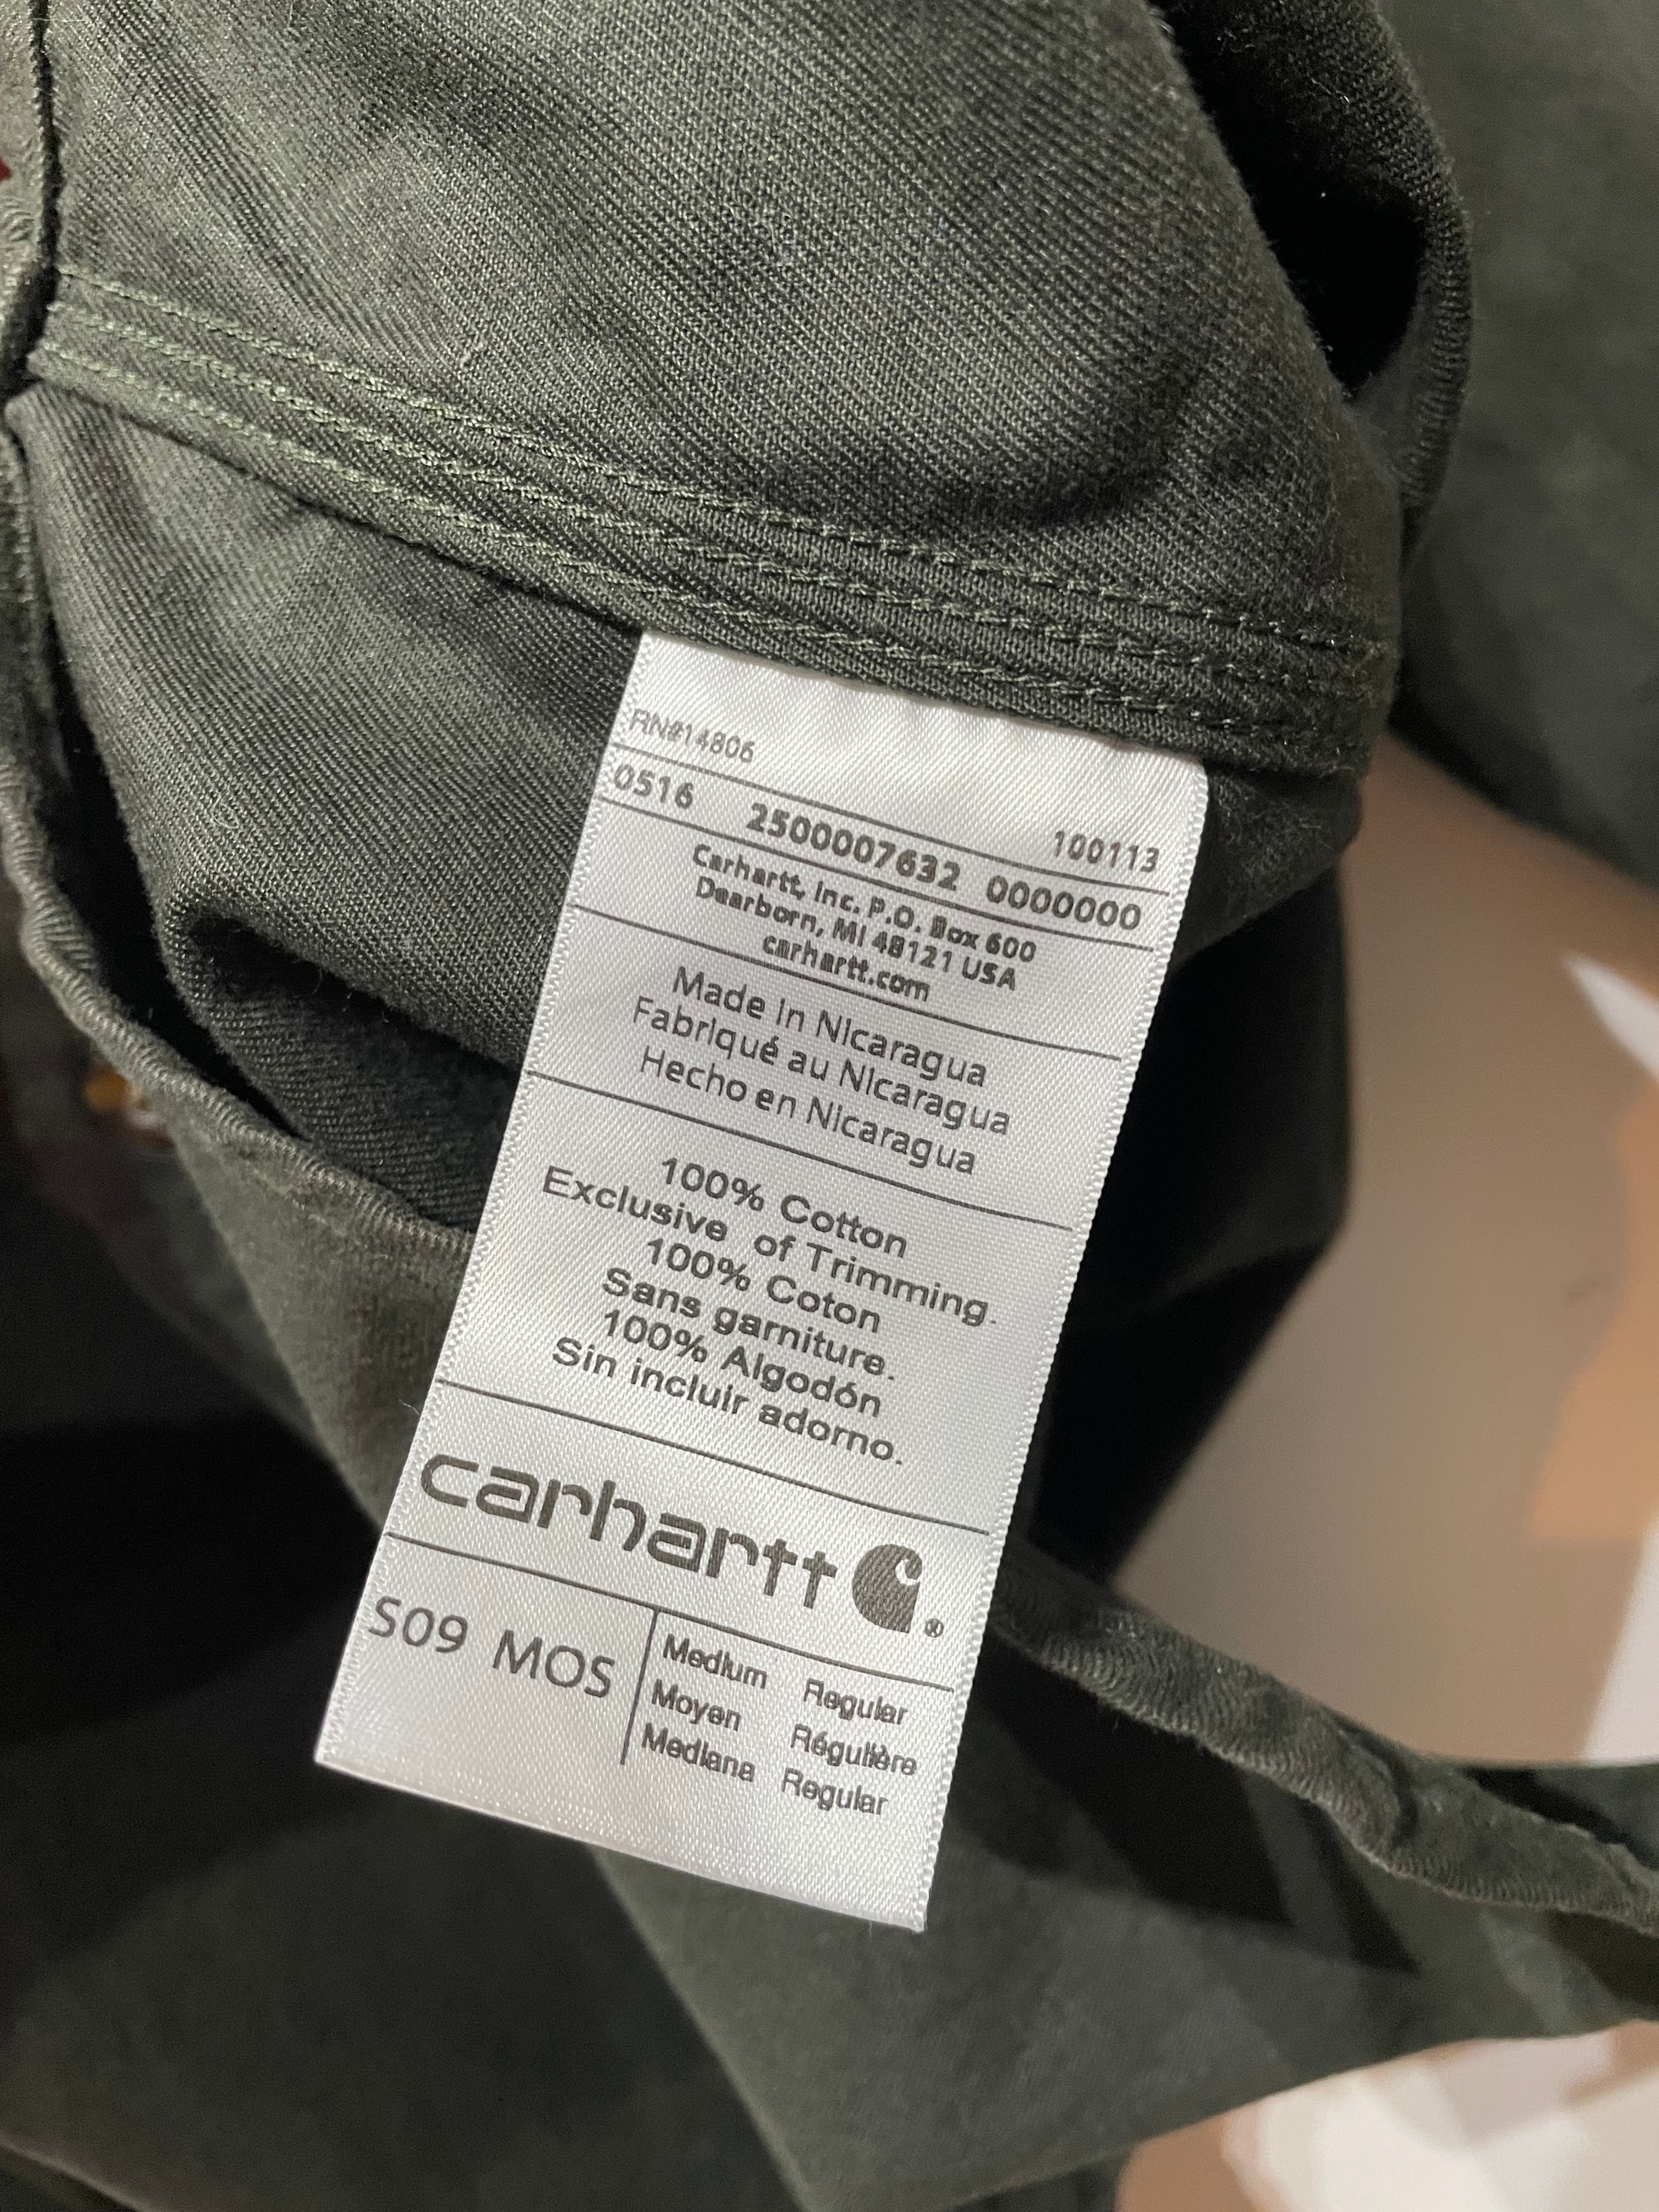 RN#14806 100113
0516 2500007632 0000000
Carhartt, Inc. P.O. Box 600
Dearborn, MI 48121 USA
carhartt.com
Made in Nicaragua
Fabriqué au Nicaragua
Hecho en Nicaragua
100% Cotton
Exclusive of Trimming.
100% Coton
Sans garniture.
100% Algodón
Sin incluir adorno.
carhartt ®
S09 MOS
Medium Regular
Moyen Régulière
Mediana Regular